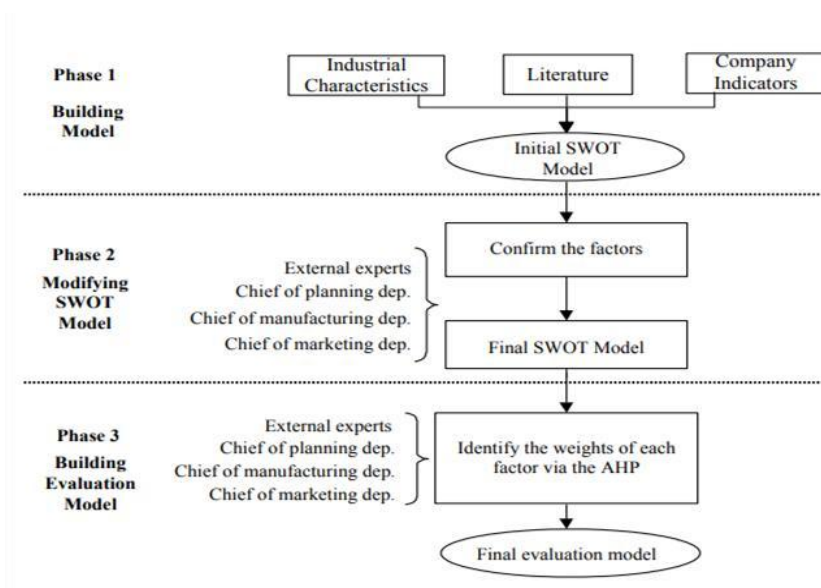 Phase 1
Building
Model
Industrial
Characteristics
Literature
Company
Indicators
Initial SWOT
Model
Phase 2
Modifying
SWOT
Model
External experts
Chief of planning dep.
Chief of manufacturing dep.
Chief of marketing dep.
Confirm the factors
Final SWOT Model
Phase 3
Building
Evaluation
Model
External experts
Chief of planning dep.
Chief of manufacturing dep.
Chief of marketing dep.
Identify the weights of each
factor via the AHP
Final evaluation model